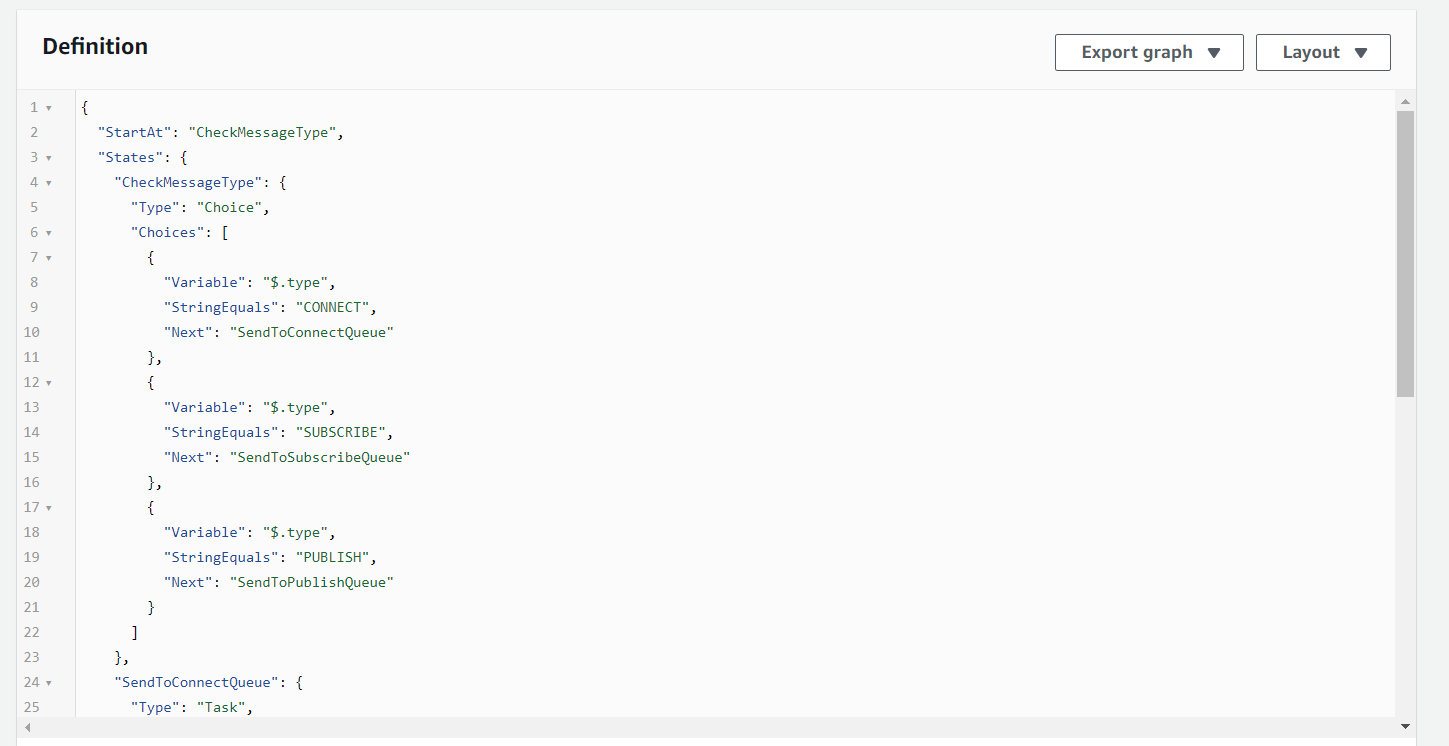 Definition
Export graph
Layout
1 {
2 "StartAt": "CheckMessageType",
3 "States": {
4 "CheckMessageType": {
5 "Type": "Choice",
6 "Choices": [
7 {
8 "Variable": "$.type",
9 "StringEquals": "CONNECT",
10 "Next": "SendToConnectQueue"
11 },
12 {
13 "Variable": "$.type",
14 "StringEquals": "SUBSCRIBE",
15 "Next": "SendToSubscribeQueue"
16 },
17 {
18 "Variable": "$.type",
19 "StringEquals": "PUBLISH",
20 "Next": "SendToPublishQueue"
21 }
22 ]
23 },
24 "SendToConnectQueue": {
25 "Type": "Task",